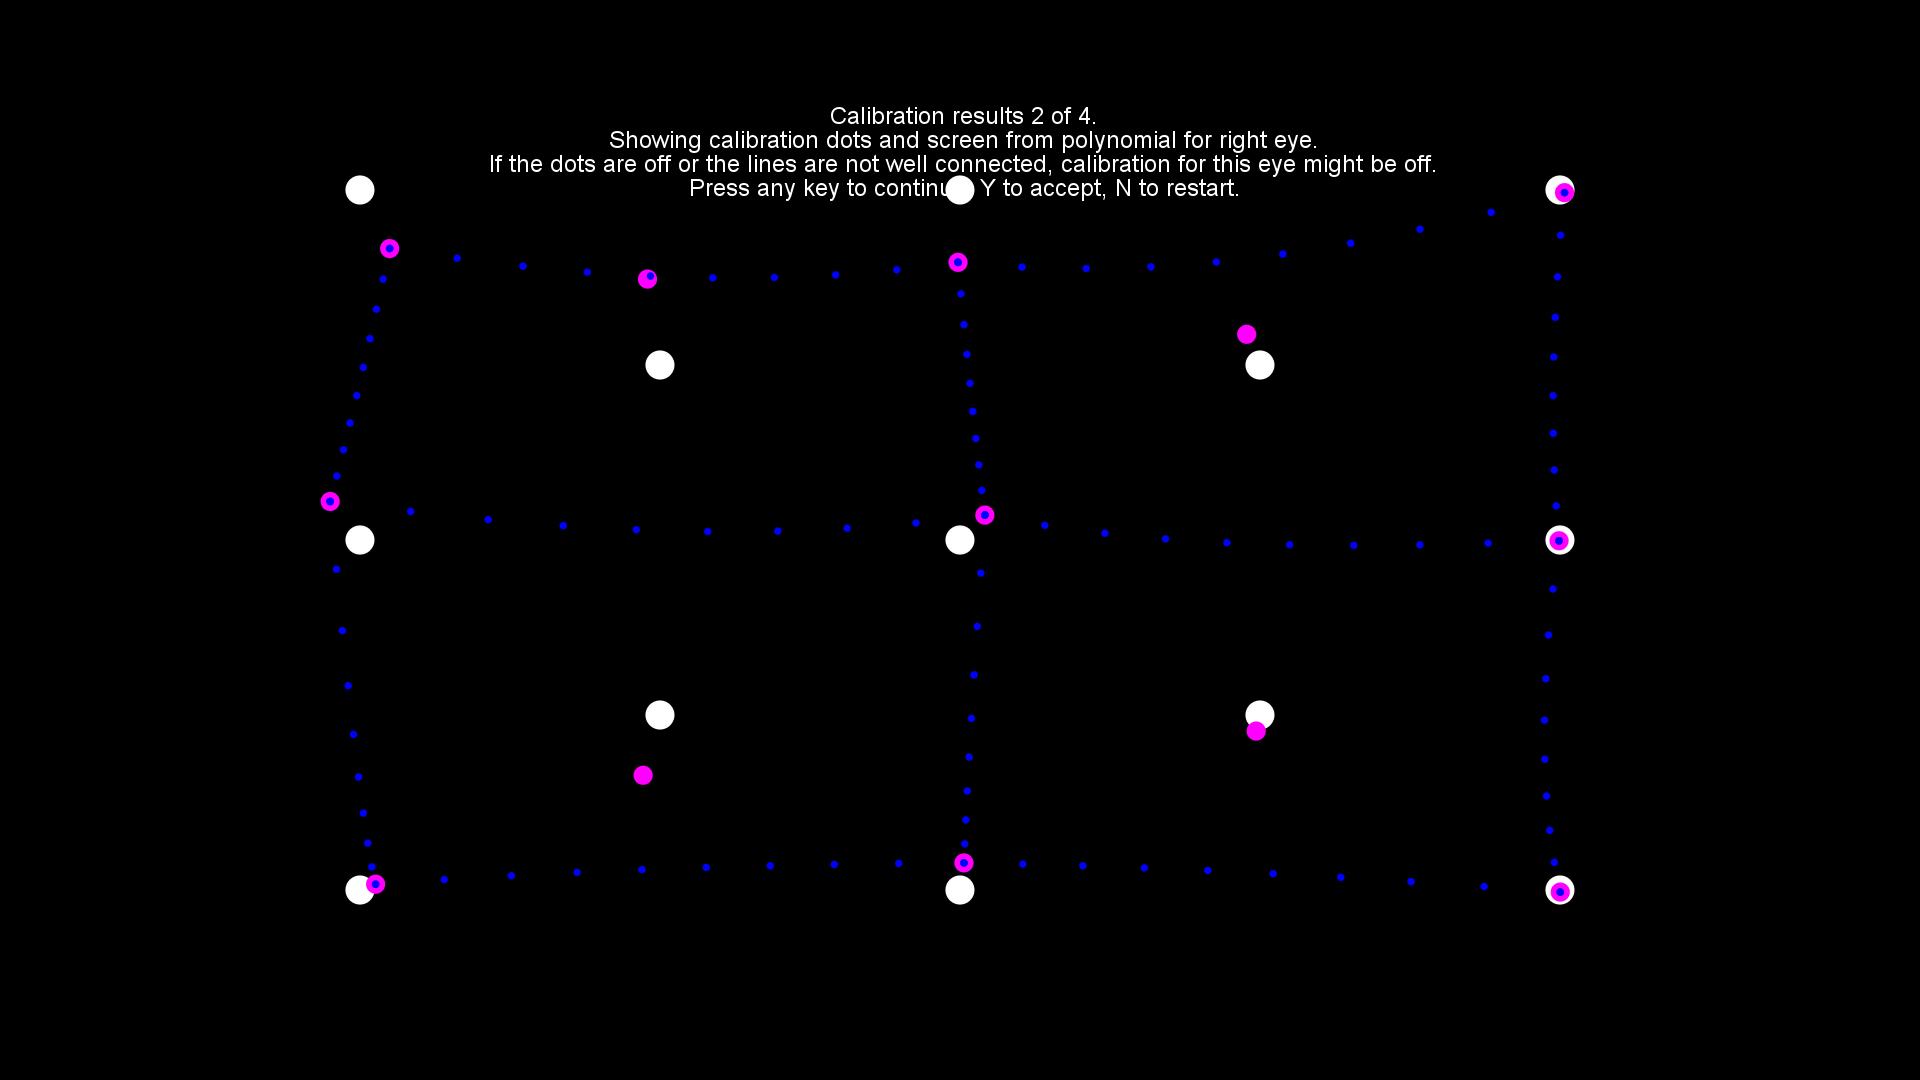 Calibration results 2 of 4.
Showing calibration dots and screen from polynomial for right eye.
If the dots are off or the lines are not well connected, calibration for this eye might be off.
Press any key to continu Y to accept, N to restart.